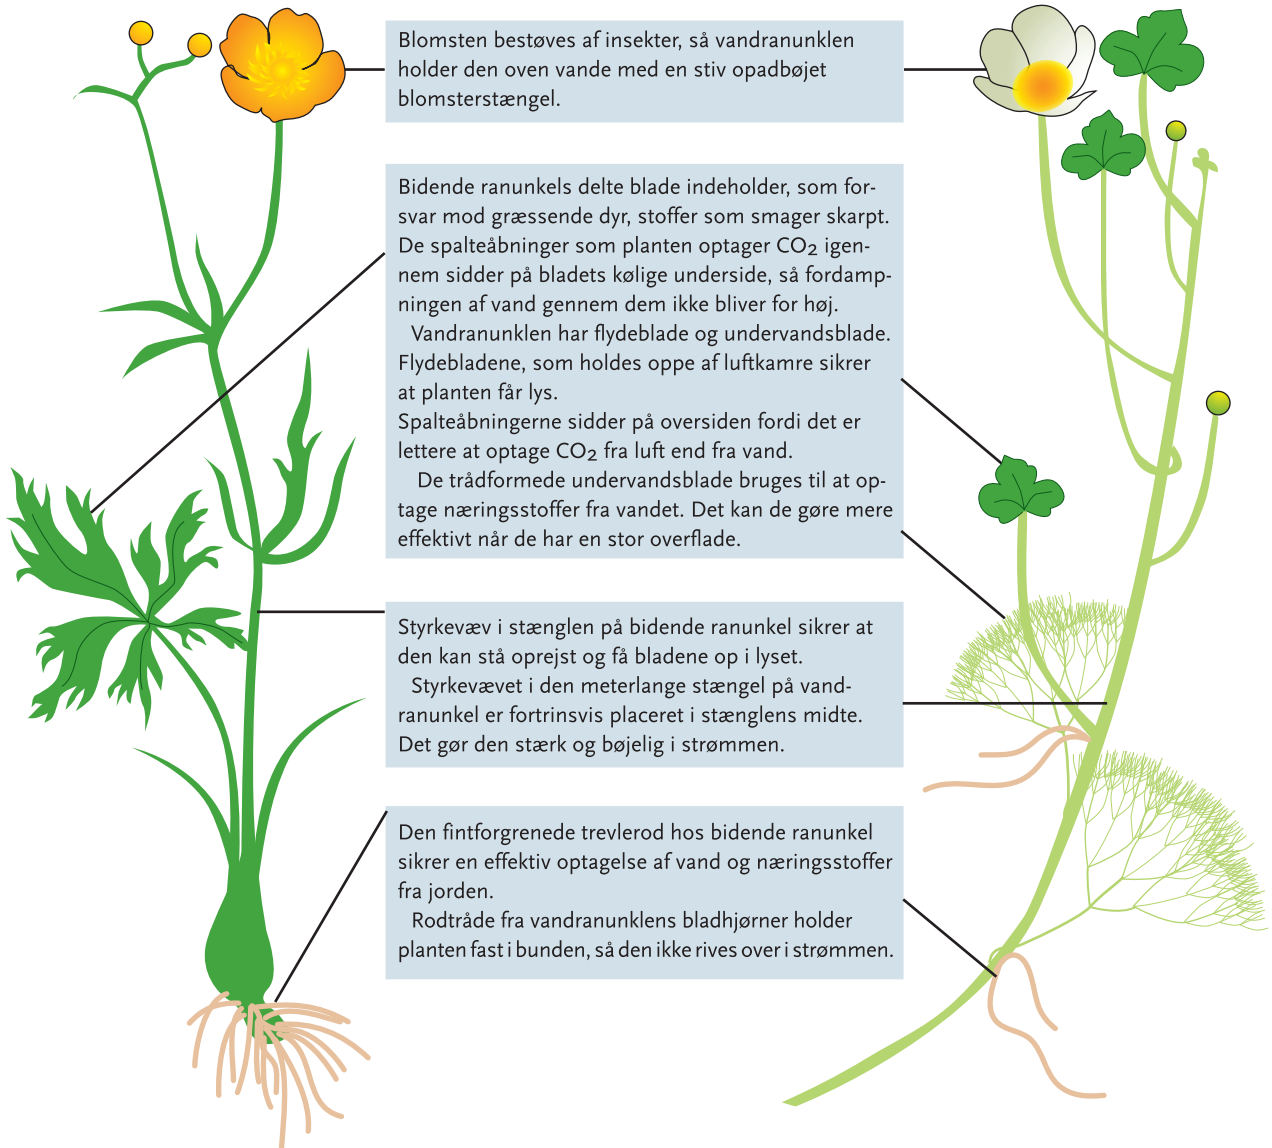 Blomsten bestøves af insekter, så vandranunklen
holder den oven vande med en stiv opadbøjet
blomsterstængel.
Bidende ranunkels delte blade indeholder, som for-
svar mod græssende dyr, stoffer som smager skarpt.
De spalteåbninger som planten optager CO2 igen-
nem sidder på bladets kølige underside, så fordamp-
ningen af vand gennem dem ikke bliver for høj.
Vandranunklen har flydeblade og undervandsblade.
Flydebladene, som holdes oppe af luftkamre sikrer
at planten får lys.
Spalteåbningerne sidder på oversiden fordi det er
lettere at optage CO2 fra luft end fra vand.
De trådformede undervandsblade bruges til at op-
tage næringsstoffer fra vandet. Det kan de gøre mere
effektivt når de har en stor overflade.
Styrkevæv i stænglen på bidende ranunkel sikrer at
den kan stå oprejst og få bladene op i lyset.
Styrkevævet i den meterlange stængel på vand-
ranunkel er fortrinsvis placeret i stænglens midte.
Det gør den stærk og bøjelig i strømmen.
Den fintforgrenede trevlerod hos bidende ranunkel
sikrer en effektiv optagelse af vand og næringsstoffer
fra jorden.
Rodtråde fra vandranunklens bladhjørner holder
planten fast i bunden, så den ikke rives over i strømmen.